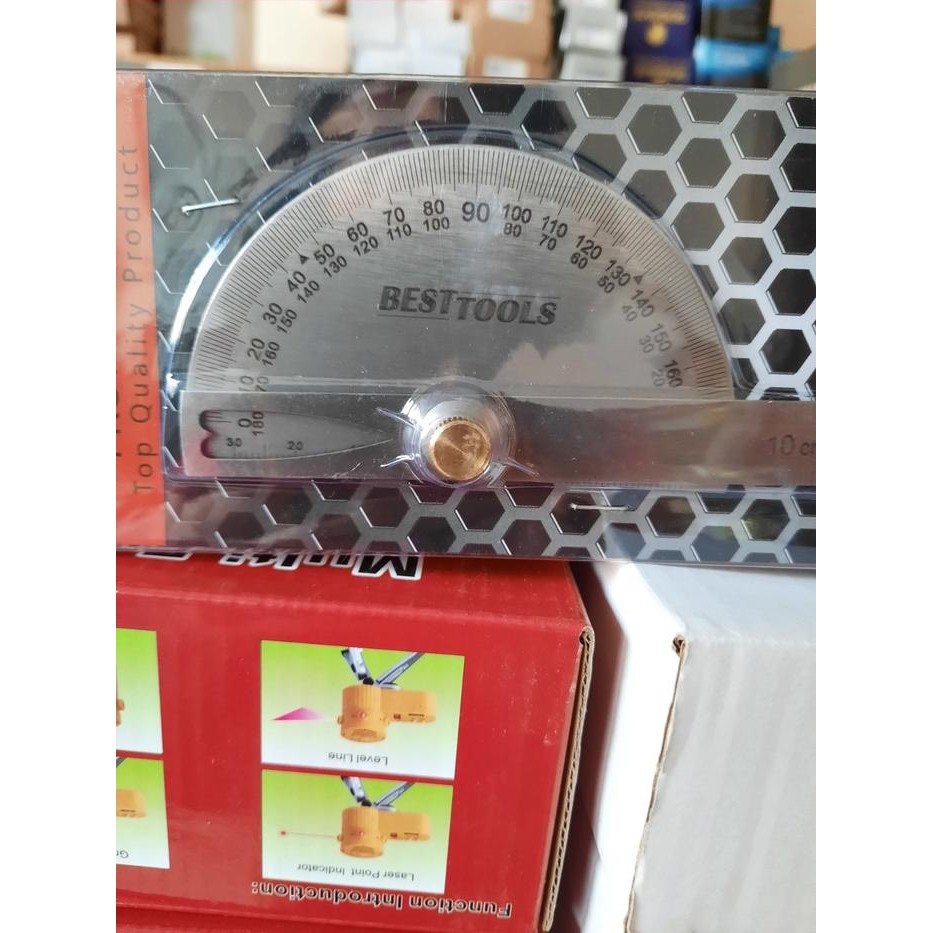 Top Quality Product
40 50 60 70 80 90 100 110 120 130 140 150 160
30 140 130 120 110 100 80 70 60 50 40 30 20
20 150
160
0
180
BESTTOOLS
30 20
10 cm
Multi
Level Line
Laser Point Indicator
Function Introduction: